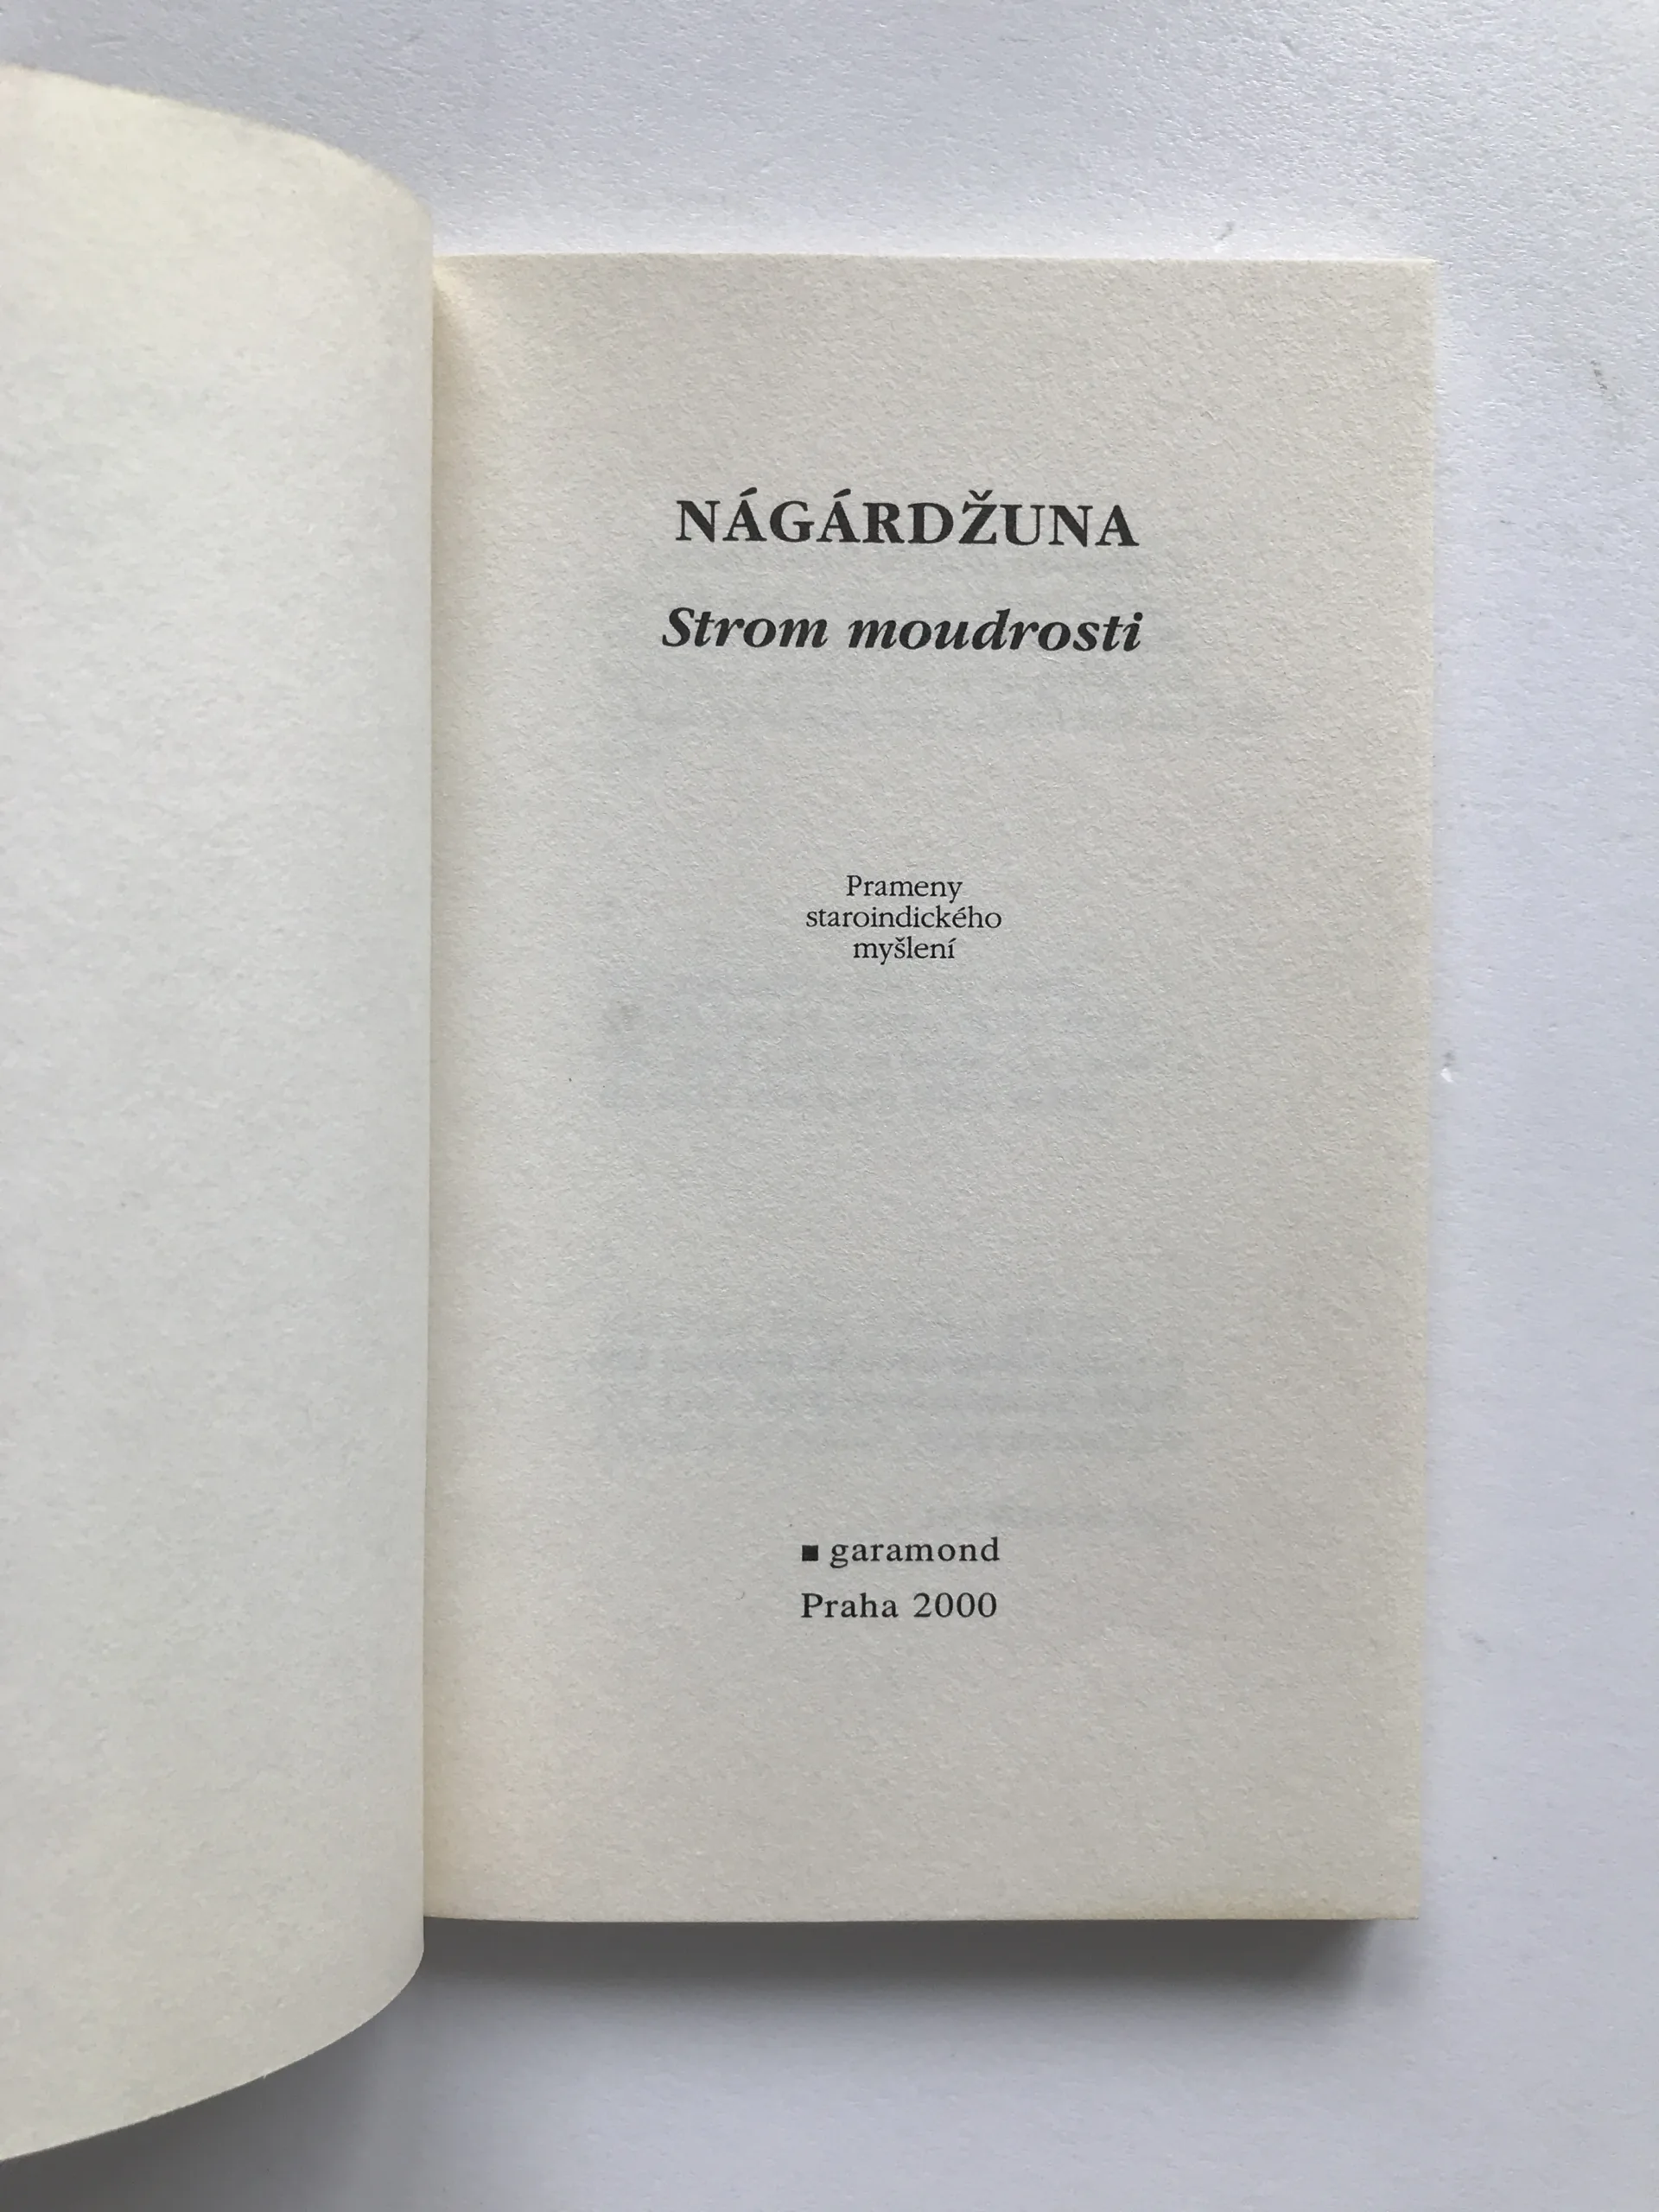 NÁGÁRDŽUNA
Strom moudrosti
Prameny
staroindického
myšlení
■ garamond
Praha 2000